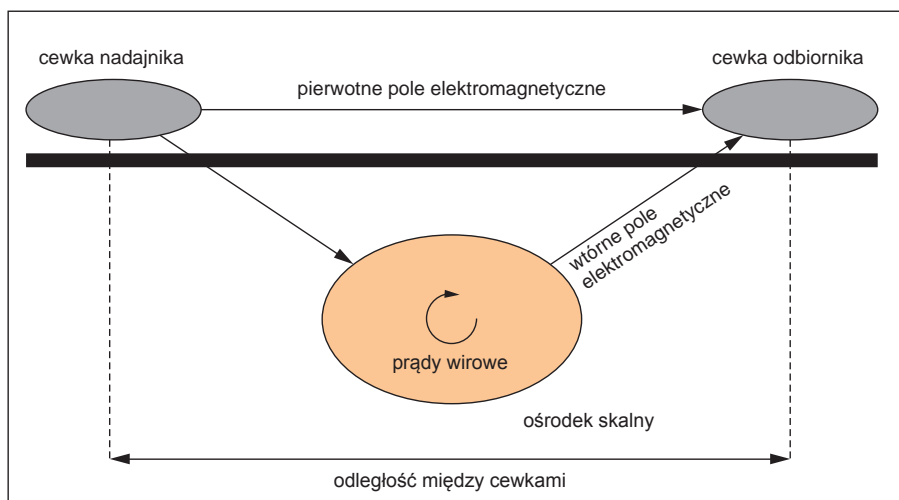 cewka nadajnika
cewka odbiornika
pierwotne pole elektromagnetyczne
wtórne pole
elektromagnetyczne
prądy wirowe
ośrodek skalny
odległość między cewkami